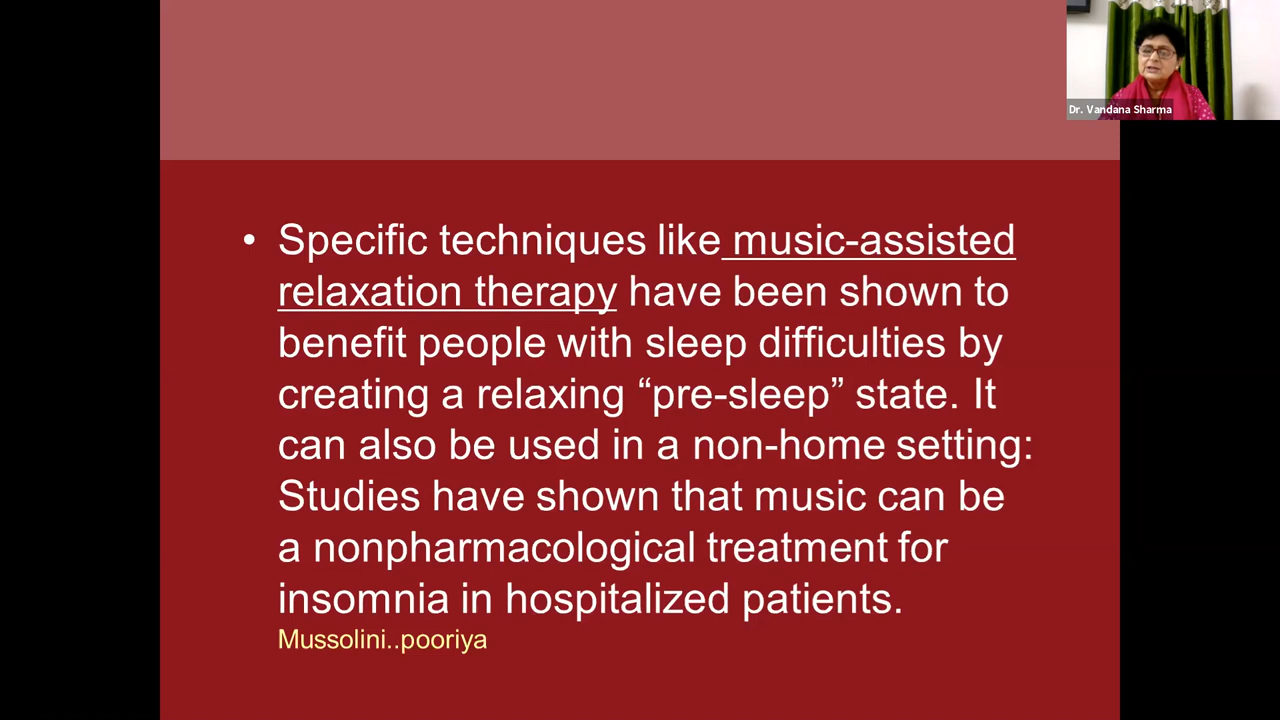 Dr. Vandana Sharma
• Specific techniques like music-assisted
relaxation therapy have been shown to
benefit people with sleep difficulties by
creating a relaxing “pre-sleep” state. It
can also be used in a non-home setting:
Studies have shown that music can be
a nonpharmacological treatment for
insomnia in hospitalized patients.
Mussolini..pooriya